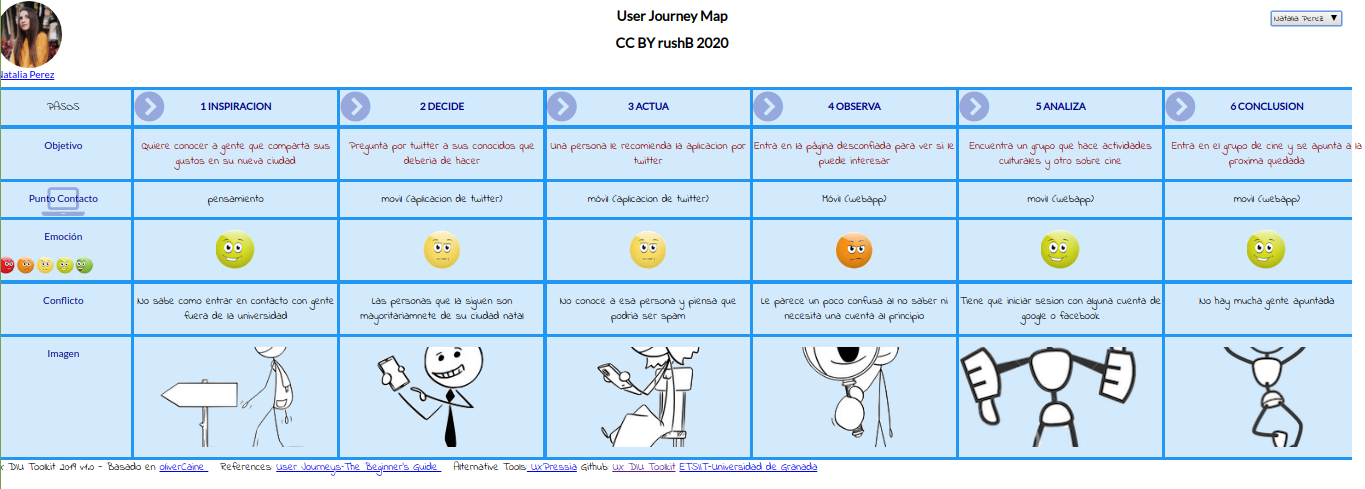 User Journey Map
Natalia Perez ▼
CC BY rushB 2020
Natalia Perez
PASOS
1 INSPIRACION
2 DECIDE
3 ACTUA
4 OBSERVA
5 ANALIZA
6 CONCLUSION
Objetivo
Quiere conocer a gente que comparta sus
gustos en su nueva ciudad
Pregunta por twitter a sus conocidos que
deberia de hacer
Una persona le recomienda la aplicacion por
twitter
Entra en la página desconfiada para ver si le
puede interesar
Encuentra un grupo que hace actividades
culturales y otro sobre cine
Entra en el grupo de cine y se apunta a la
proxima quedada
Punto Contacto
pensamiento
movil (aplicacion de twitter)
móvil (aplicacion de twitter)
Móvil (webapp)
movil (webapp)
movil (webapp)
Emoción
Conflicto
No sabe como entrar en contacto con gente
fuera de la universidad
Las personas que la siguen son
mayoritariamnete de su ciudad natal
No conoce a esa persona y piensa que
podria ser spam
Le parece un poco confusa al no saber ni
necesita una cuenta al principio
Tiene que iniciar sesion con alguna cuenta de
google o facebook
No hay mucha gente apuntada
Imagen
x DIU Toolkit 2019 v1.0 - Basado en oliverCaine References: User Journeys-The Beginner's Guide Alternative Tools: UxPressia Github: UX DIU Toolkit ETSIIT-Universidad de Granada